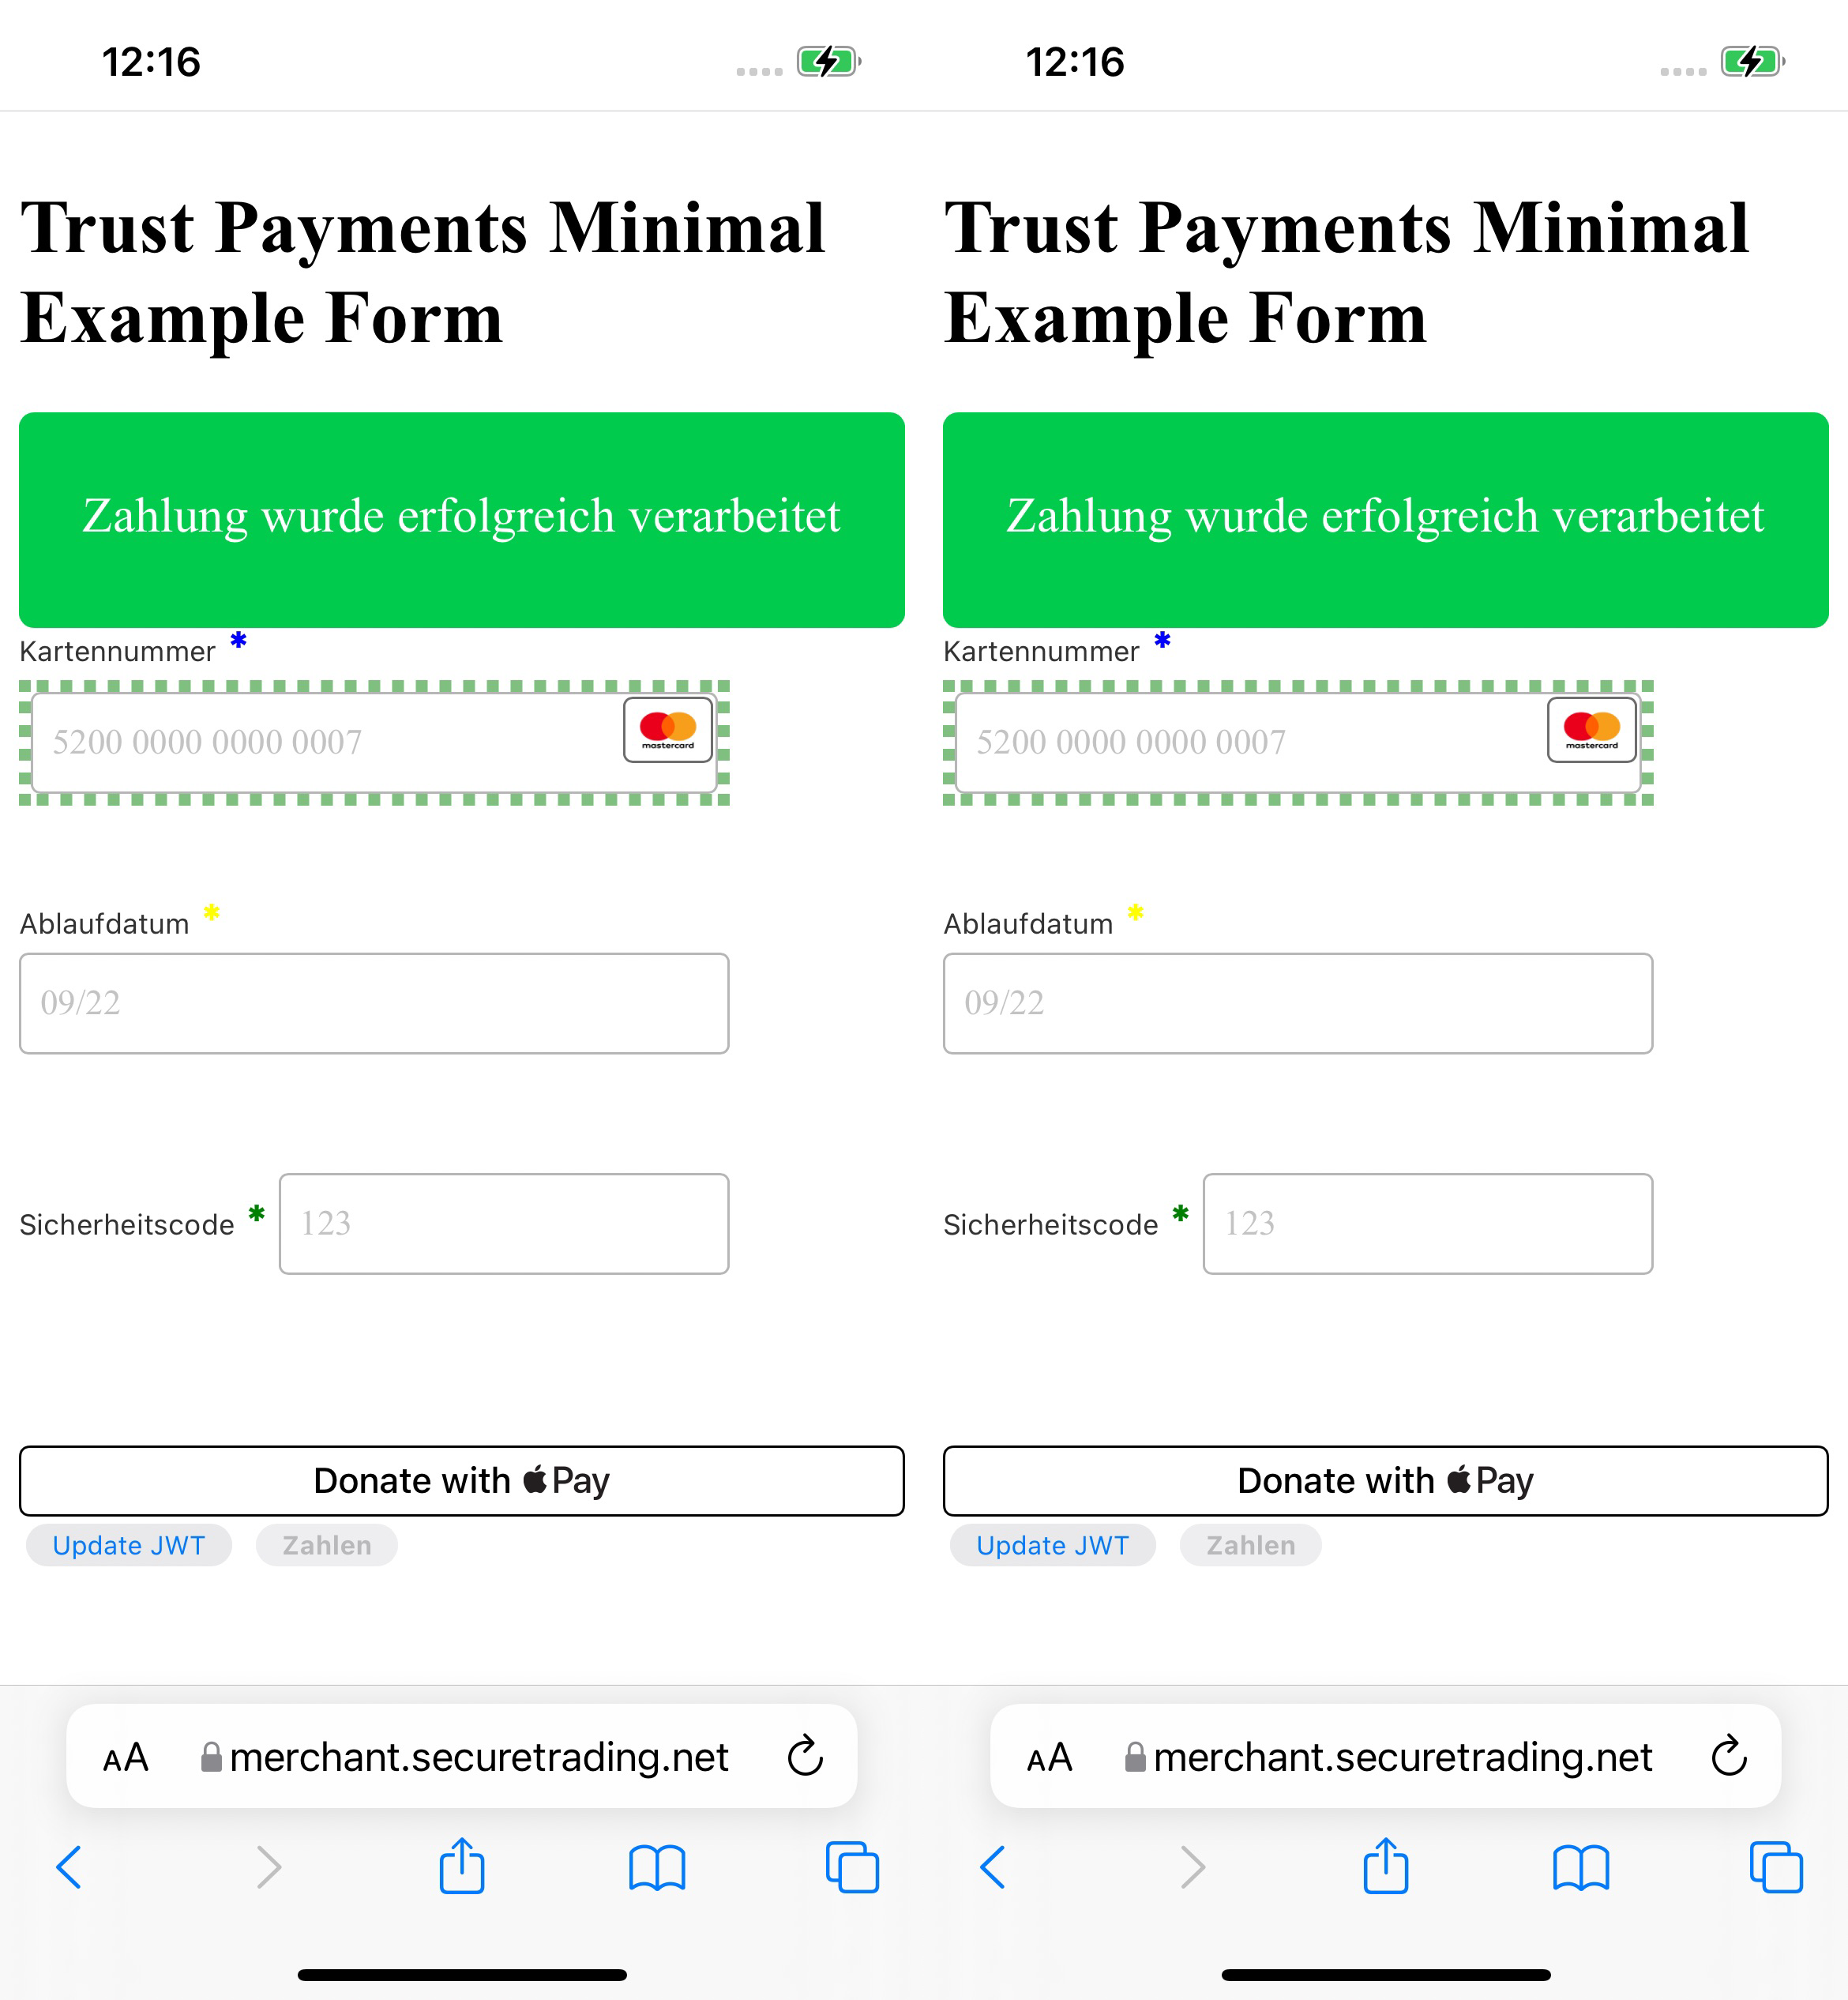 12:16
Trust Payments Minimal
Example Form
Zahlung wurde erfolgreich verarbeitet
Kartennummer *
5200 0000 0000 0007
mastercard
Ablaufdatum *
09/22
Sicherheitscode *
123
Donate with Pay
Update JWT
Zahlen
AA
merchant.securetrading.net
12:16
Trust Payments Minimal
Example Form
Zahlung wurde erfolgreich verarbeitet
Kartennummer *
5200 0000 0000 0007
mastercard
Ablaufdatum *
09/22
Sicherheitscode *
123
Donate with Pay
Update JWT
Zahlen
AA
merchant.securetrading.net